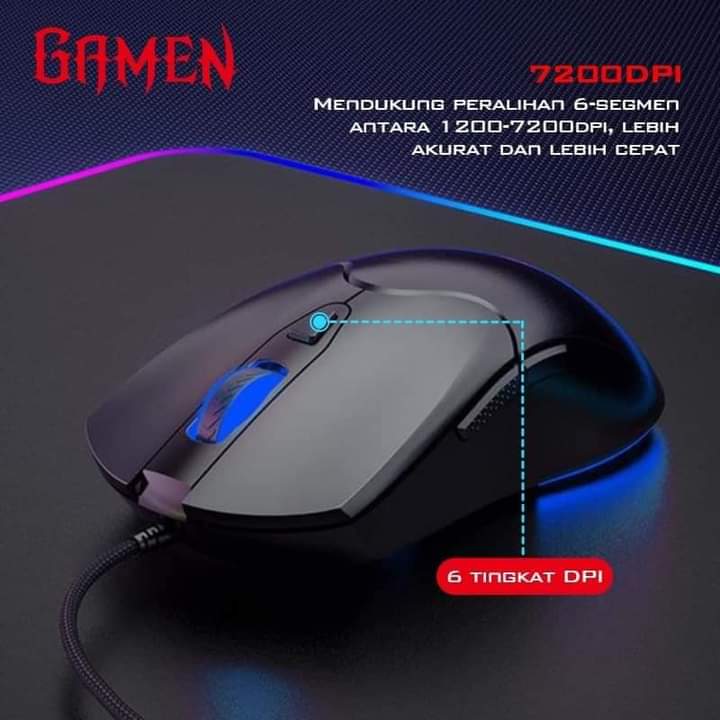 GAMEN
7200DPI
Mendukung peralihan 6-segmen
antara 1200-7200dpi, lebih
akurat dan lebih cepat
6 tingkat DPI